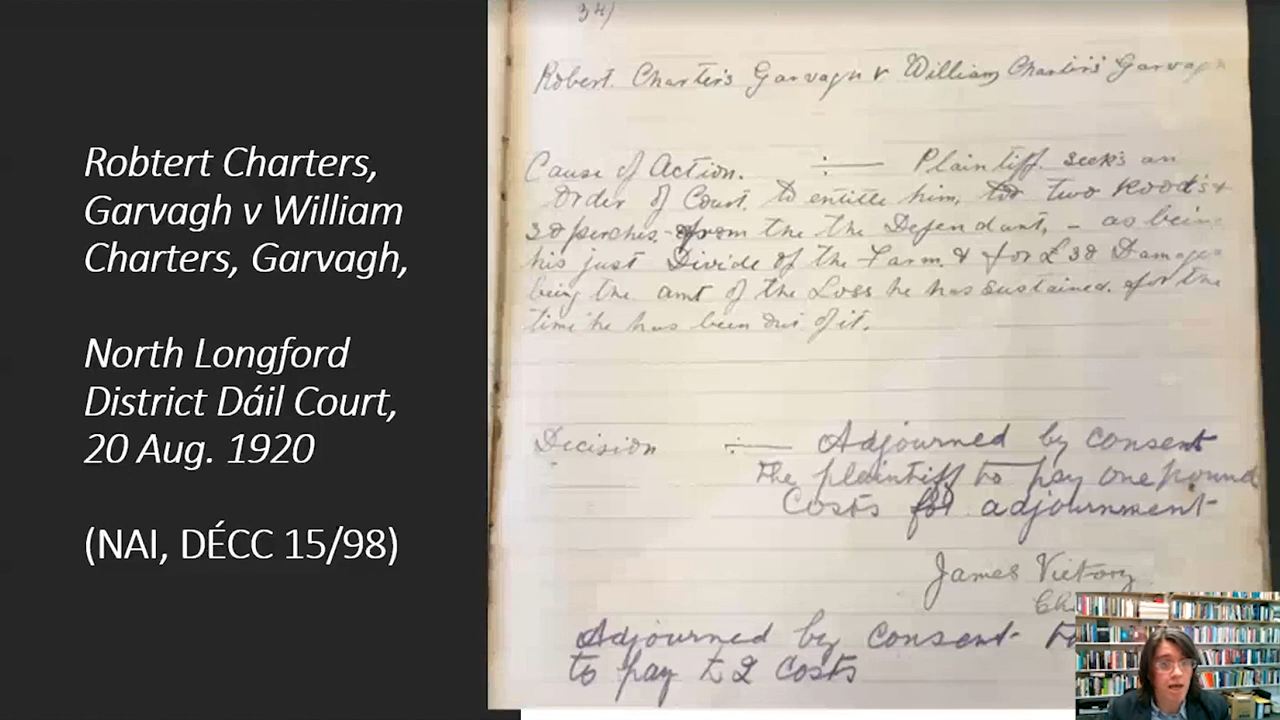 Robtert Charters,
Garvagh v William
Charters, Garvagh,
North Longford
District Dáil Court,
20 Aug. 1920
(NAI, DÉCC 15/98)
34)
Robert Charters Garvagh v William Charters Garvagh
Cause of Action. :— Plaintiff seeks an
Order of Court to entitle him to two Roods &
30 perches from the the Defendant, - as being
his just Divide of the Farm & for £30 Damages
being the amt of the Loss he has sustained for the
time he has been out of it.
Decision :— Adjourned by consent
The plaintiff to pay one pound
Costs for adjournment
James Victory
Adjourned by consent
to pay £2 costs